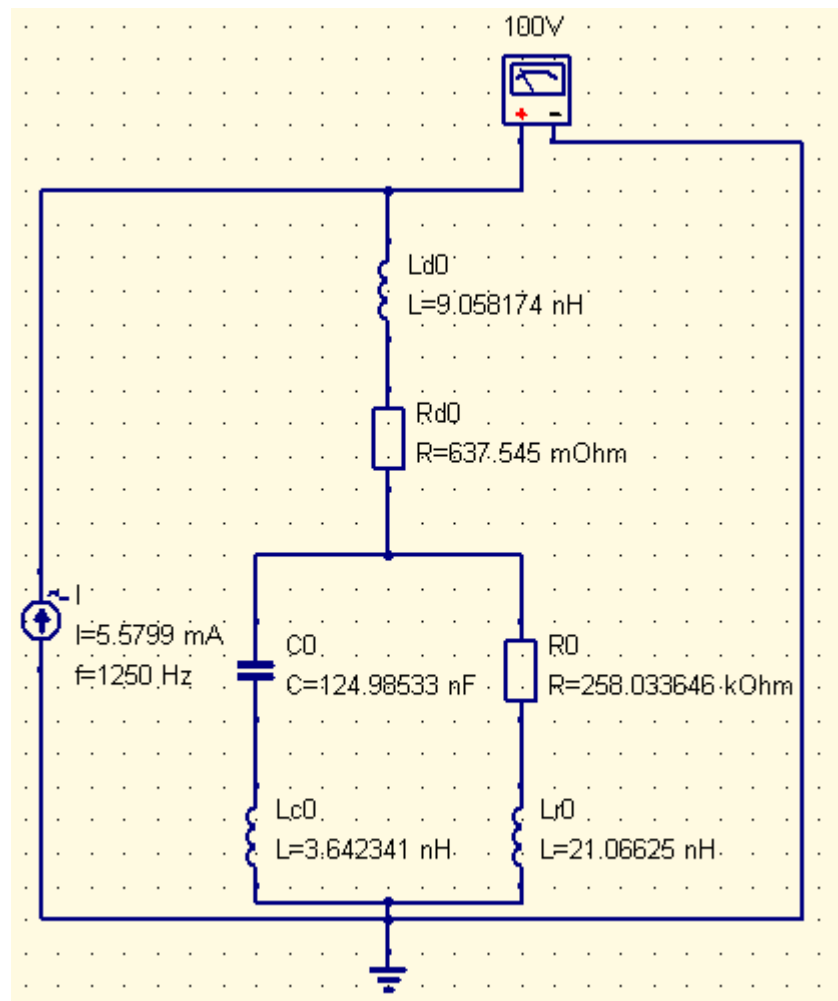 100V
+ -
Ld0
L=9.058174 nH
Rd0
R=637.545 mOhm
I
I=5.5799 mA
f=1250 Hz
C0
C=124.98533 nF
R0
R=258.033646 kOhm
Lc0
L=3.642341 nH
Lr0
L=21.06625 nH